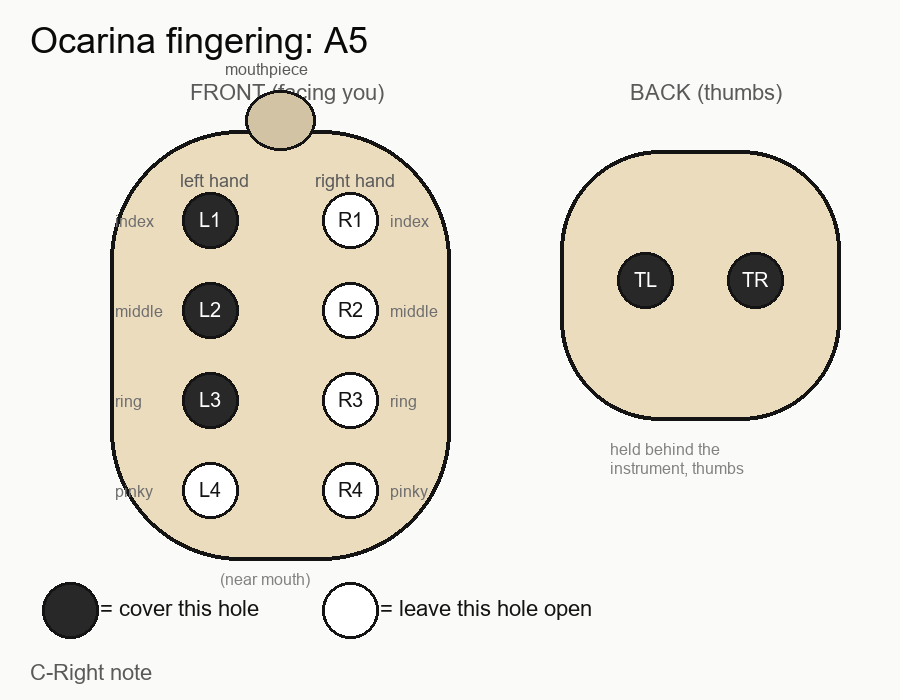 Ocarina fingering: A5
mouthpiece
FRONT (facing you)
BACK (thumbs)
left hand
right hand
index
L1
R1
index
middle
L2
R2
middle
TL
TR
ring
L3
R3
ring
pinky
L4
R4
pinky
held behind the
instrument, thumbs
(near mouth)
= cover this hole
= leave this hole open
C-Right note